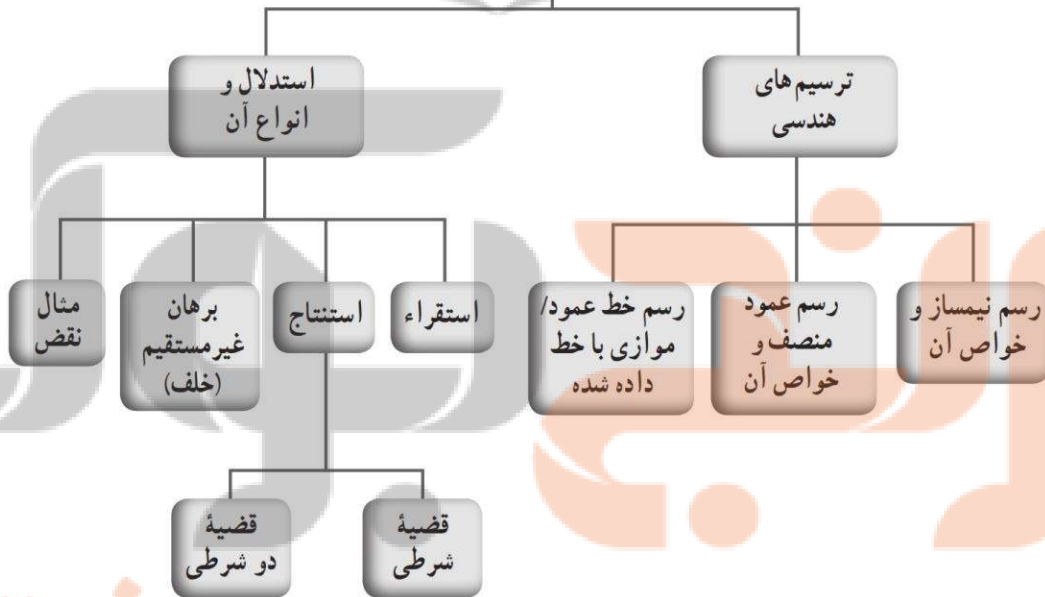 ترسیم‌های
هندسی
استدلال و
انواع آن
رسم نیمساز و
خواص آن
رسم عمود
منصف و
خواص آن
رسم خط عمود/
موازی با خط
داده شده
استقراء
استنتاج
برهان
غیرمستقیم
(خلف)
مثال
نقض
قضیهٔ
شرطی
قضیهٔ
دو شرطی